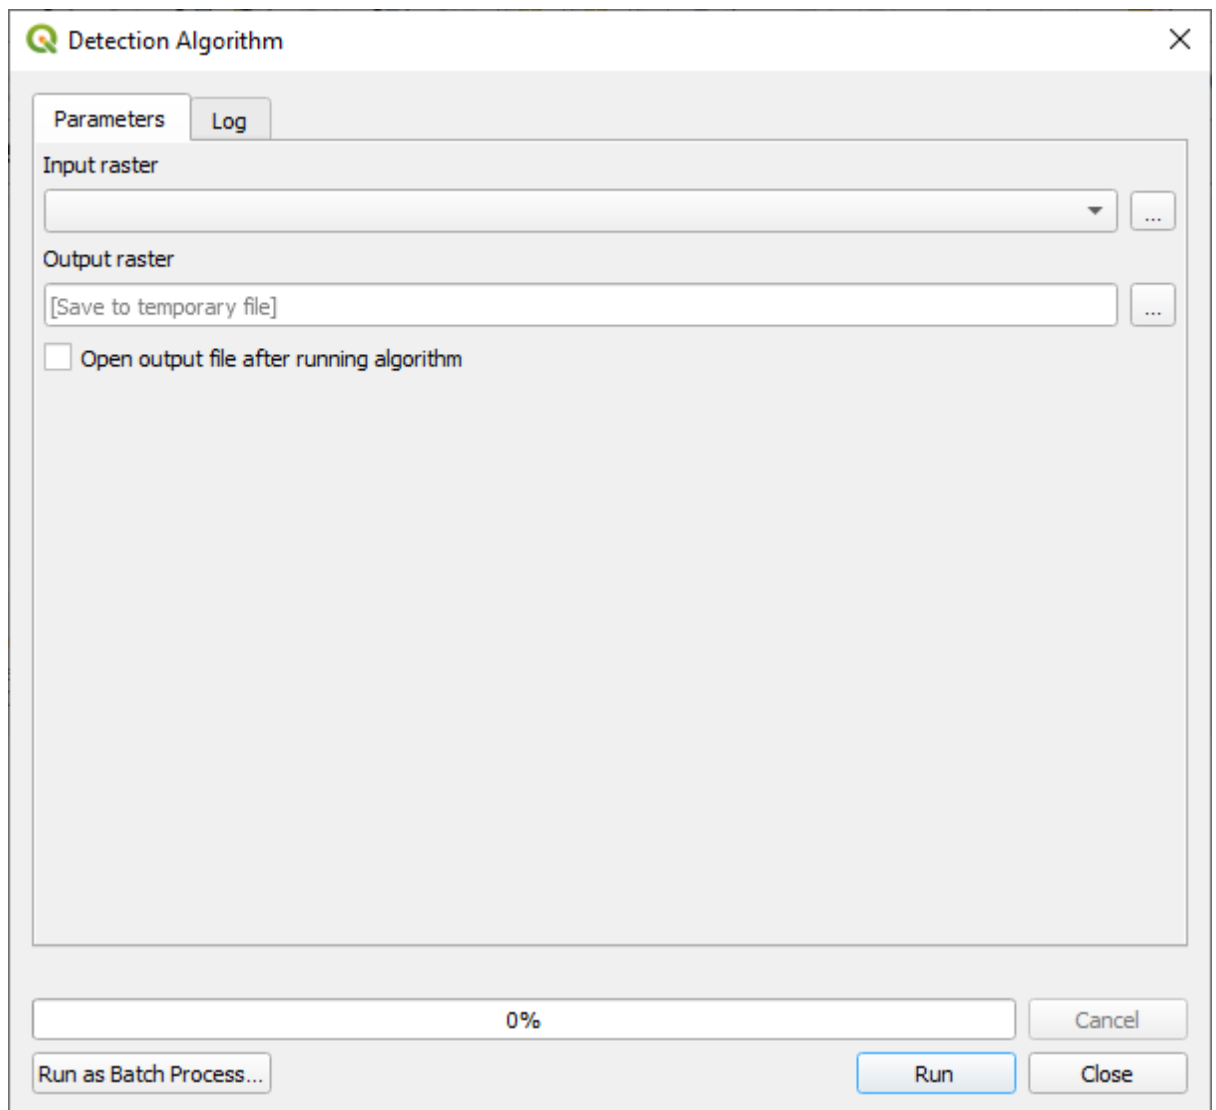 Detection Algorithm
Parameters
Log
Input raster
...
Output raster
[Save to temporary file]
...
Open output file after running algorithm
0%
Cancel
Run as Batch Process...
Run
Close